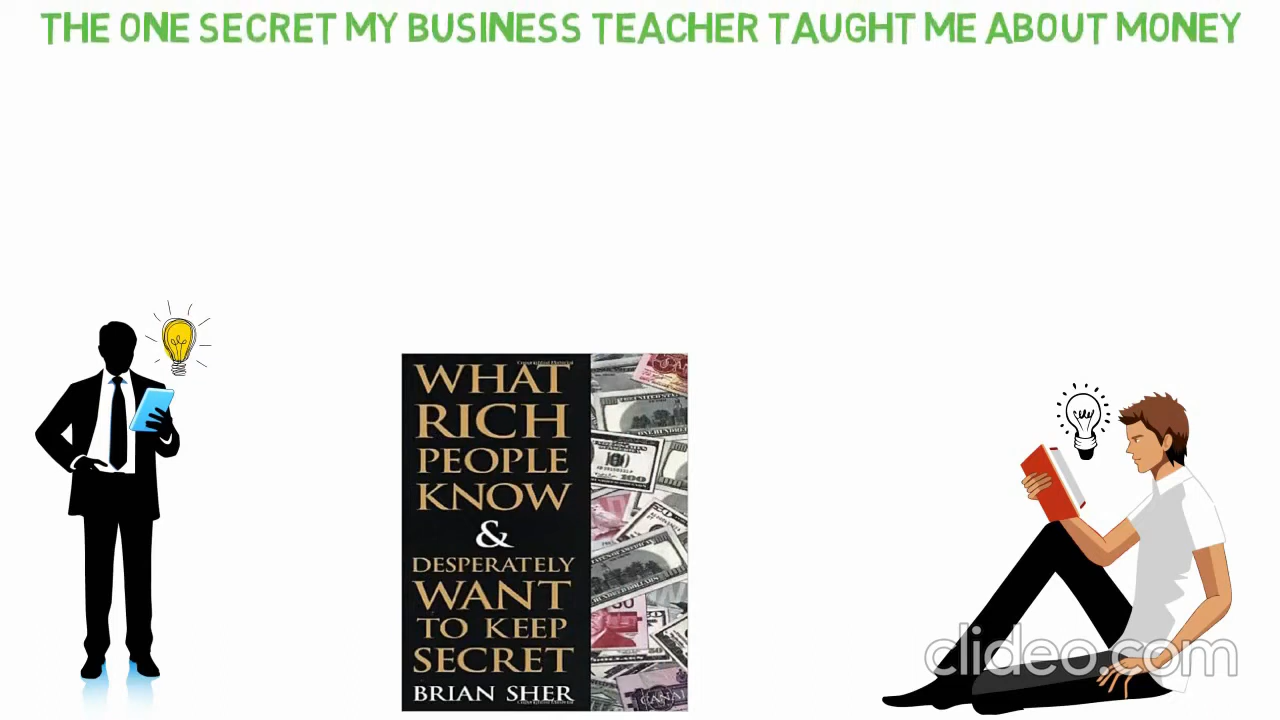 THE ONE SECRET MY BUSINESS TEACHER TAUGHT ME ABOUT MONEY
WHAT
RICH
PEOPLE
KNOW
&
DESPERATELY
WANT
TO KEEP
SECRET
BRIAN SHER
clideo.com